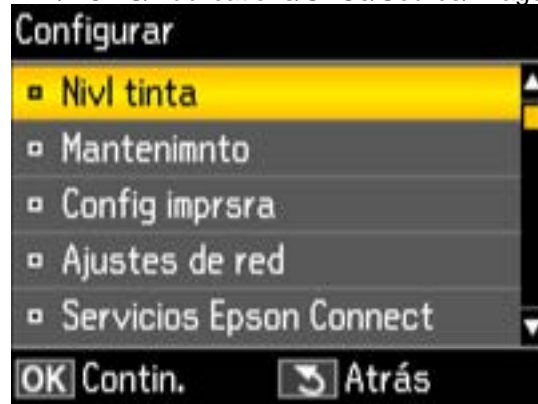 Configurar
Nivl tinta
Mantenimnto
Config imprsra
Ajustes de red
Servicios Epson Connect
OK Contin. Atrás